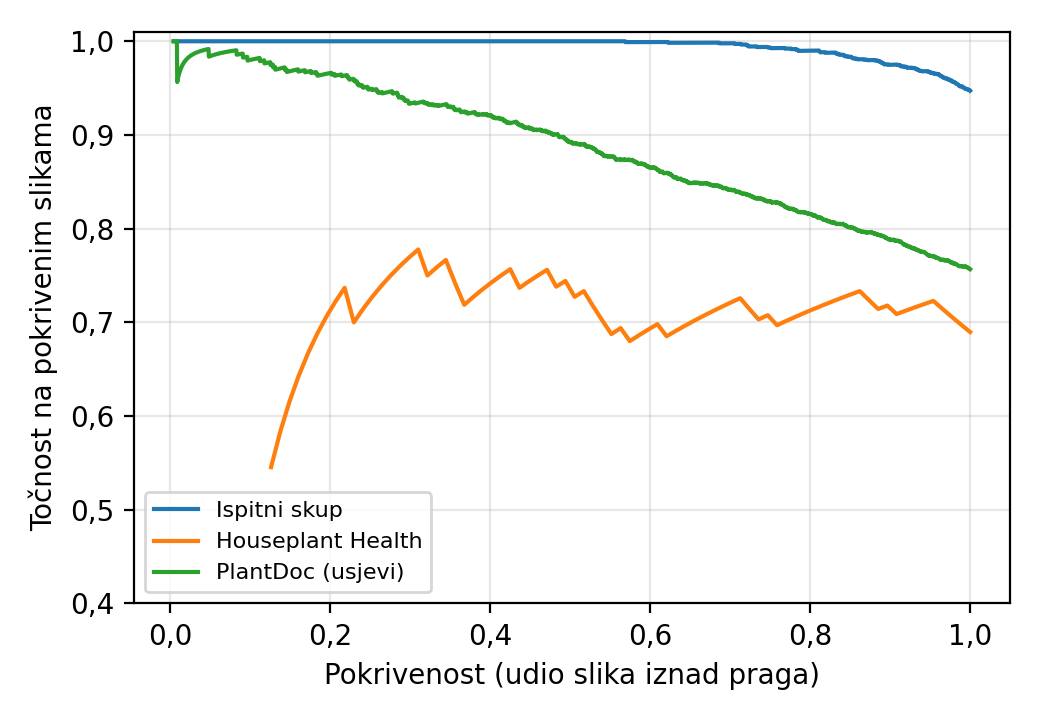 1,0
0,9
0,8
0,7
0,6
0,5
0,4
Točnost na pokrivenim slikama
Ispitni skup
Houseplant Health
PlantDoc (usjevi)
0,0 0,2 0,4 0,6 0,8 1,0
Pokrivenost (udio slika iznad praga)